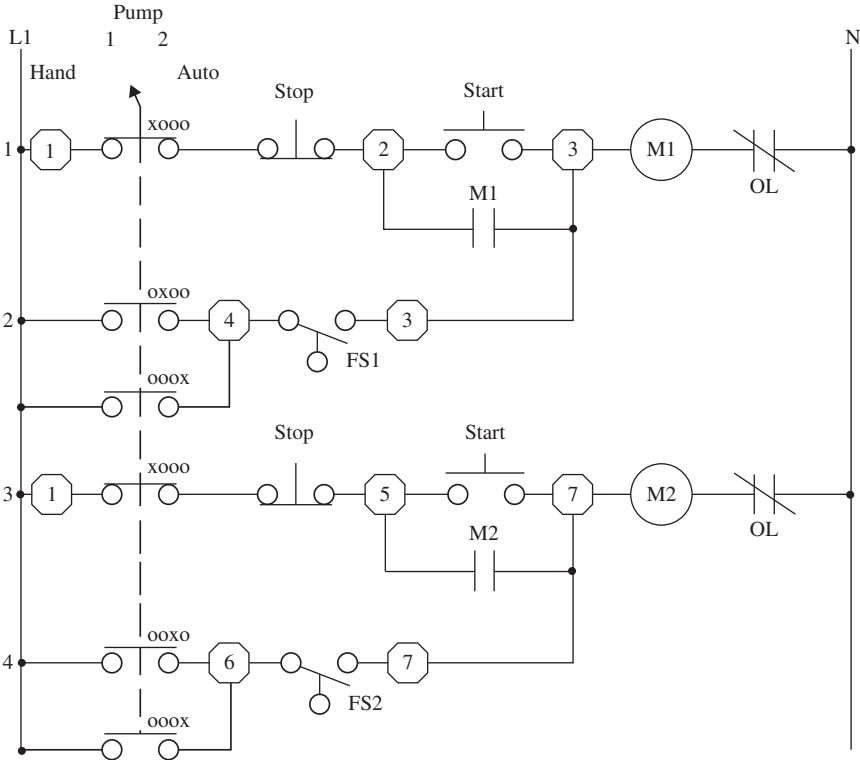 Pump
L1 1 2 N
Hand Auto
Stop Start
xooo
1 1 2 3 M1
OL
M1
oxoo
2 4 3
FS1
ooox
Stop Start
xooo
3 1 5 7 M2
OL
M2
ooxo
4 6 7
FS2
ooox